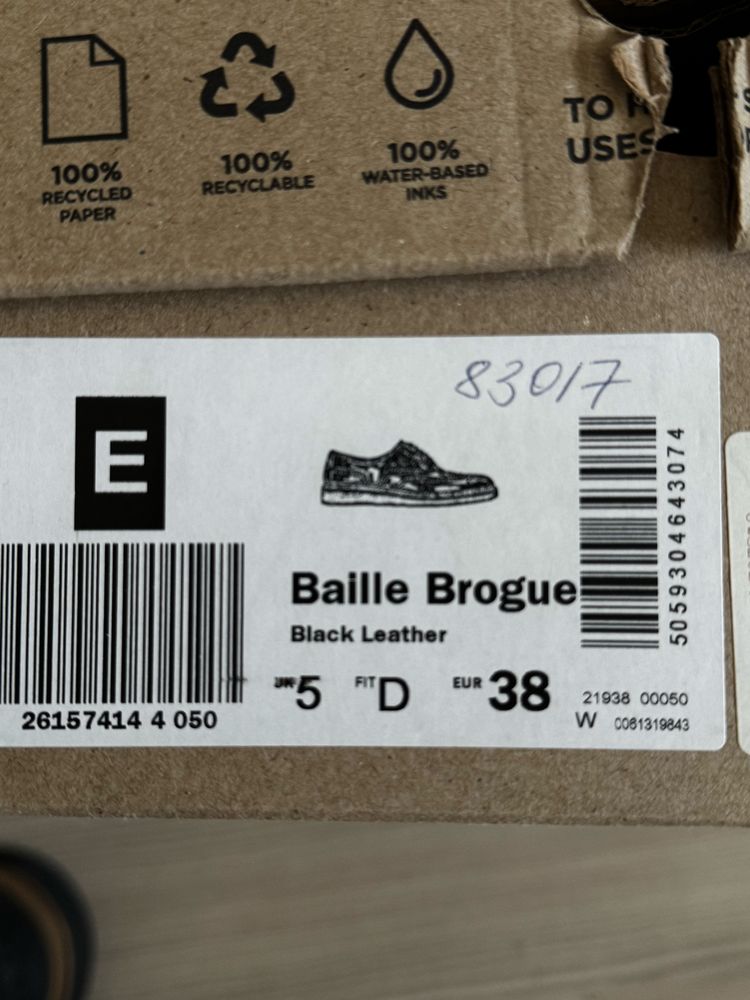 100%
RECYCLED
PAPER
100%
RECYCLABLE
100%
WATER-BASED
INKS
TO
USES
83017
E
5059304643074
Baille Brogue
Black Leather
UK 5 FIT D EUR 38
26157414 4 050
21938 00050
W 0061319843